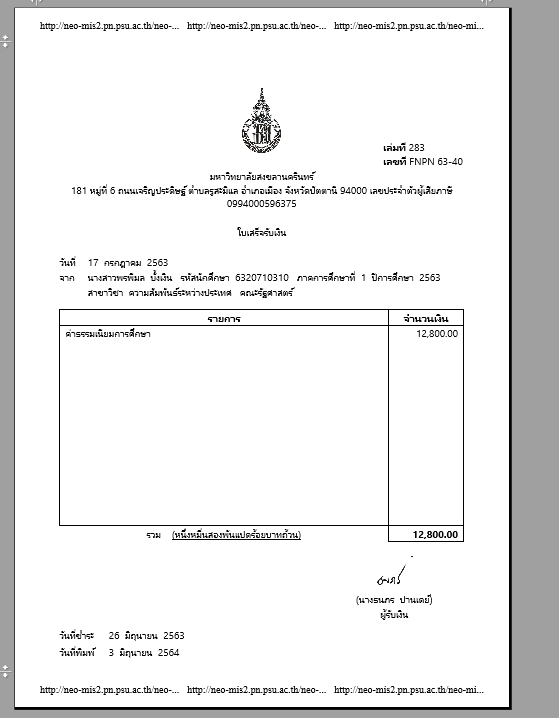 http://neo-mis2.pn.psu.ac.th/neo-... http://neo-mis2.pn.psu.ac.th/neo-... http://neo-mis2.pn.psu.ac.th/neo-mi...
เล่มที่ 283
เลขที่ FNPN 63-40
มหาวิทยาลัยสงขลานครินทร์
181 หมู่ที่ 6 ถนนเจริญประดิษฐ์ ตำบลรูสะมิแล อำเภอเมือง จังหวัดปัตตานี 94000 เลขประจำตัวผู้เสียภาษี
0994000596375
ใบเสร็จรับเงิน
วันที่ 17 กรกฎาคม 2563
จาก นางสาวพรพิมล บั้งเงิน รหัสนักศึกษา 6320710310 ภาคการศึกษาที่ 1 ปีการศึกษา 2563
สาขาวิชา ความสัมพันธ์ระหว่างประเทศ คณะรัฐศาสตร์
รายการ จำนวนเงิน
ค่าธรรมเนียมการศึกษา 12,800.00
รวม (หนึ่งหมื่นสองพันแปดร้อยบาทถ้วน) 12,800.00
(นางธนภร ปานเดย์)
ผู้รับเงิน
วันที่ชำระ 26 มิถุนายน 2563
วันที่พิมพ์ 3 มิถุนายน 2564
http://neo-mis2.pn.psu.ac.th/neo-... http://neo-mis2.pn.psu.ac.th/neo-... http://neo-mis2.pn.psu.ac.th/neo-mi...